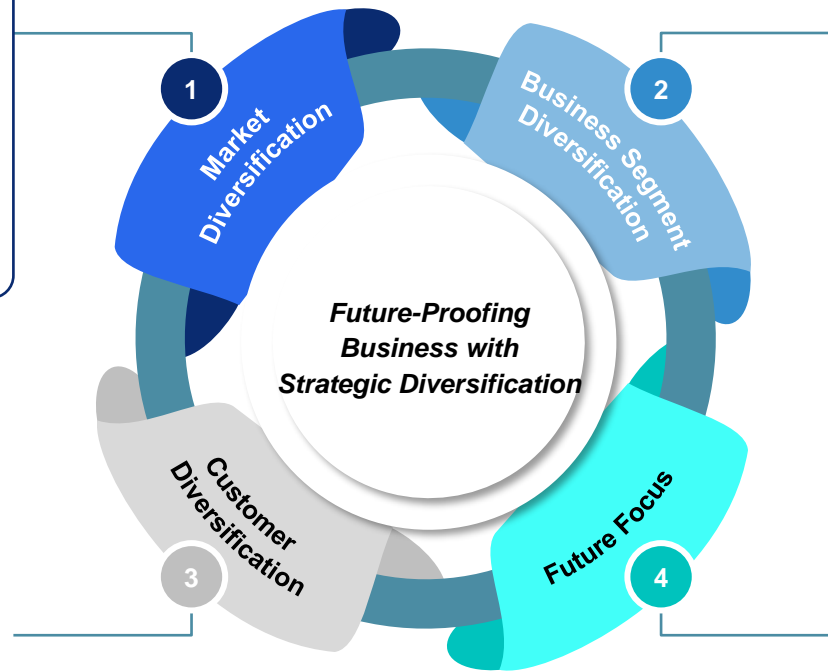 1
Market
Diversification
2
Business Segment
Diversification
Future-Proofing
Business with
Strategic Diversification
3
Customer
Diversification
4
Future Focus